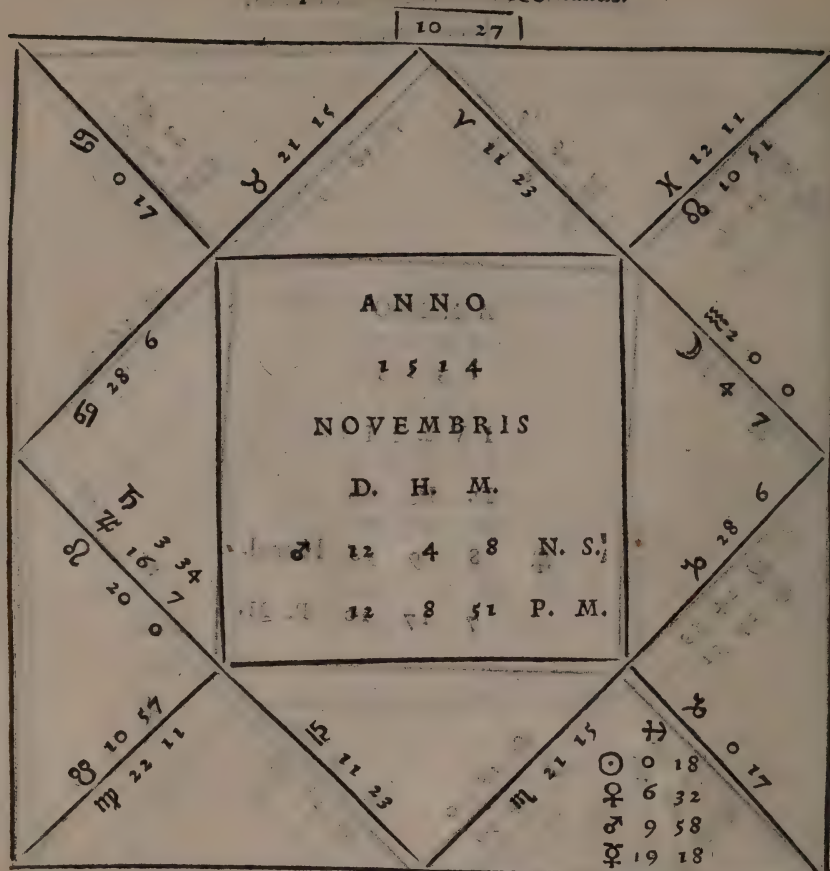 10 27
♋ 0 17
♉ 21 15
♈ 11 23
♓ 12 11
☊ 10 51
♒ 2 0 0
☽ 4 7
♋ 28 6
ANNO
1514
NOVEMBRIS
D. H. M.
♂ 12 4 8 N. S.
12 8 51 P. M.
♑ 28 6
♄ 3 34
♃ 16 7
♌ 20 0
☋ 10 57
♍ 22 11
♎ 11 23
♏ 21 15
♐
☉ 0 18
♀ 6 32
♂ 9 58
☿ 19 18
♑ 0 17